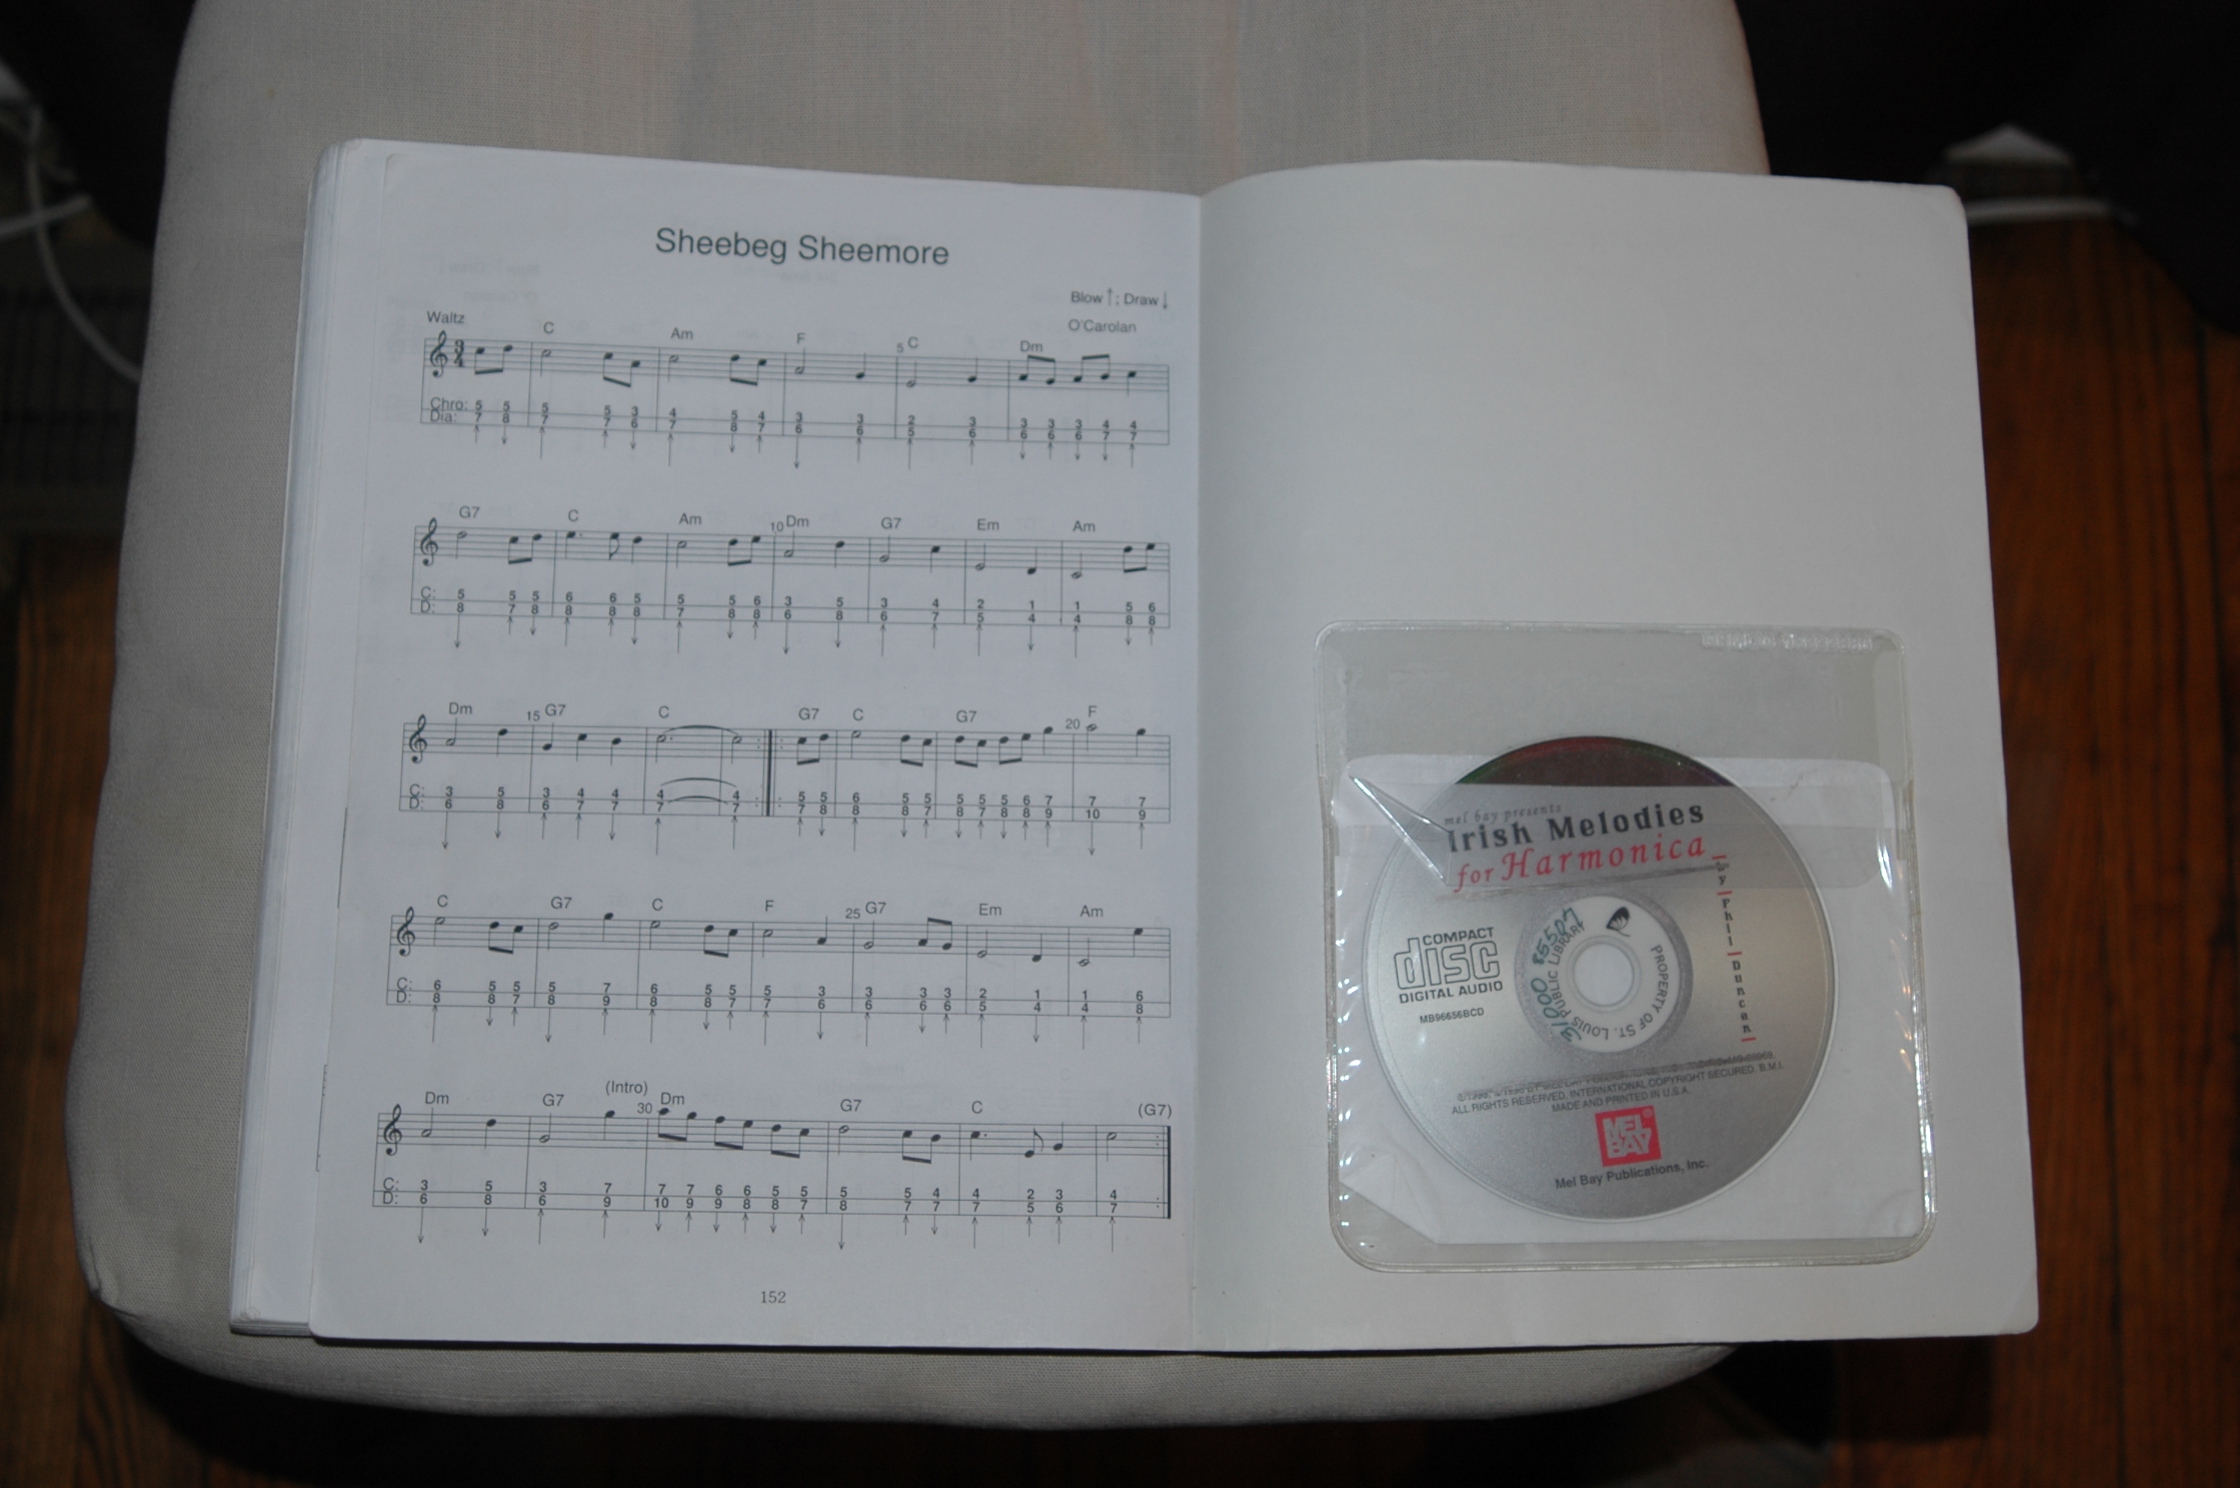 Sheebeg Sheemore
Blow ↑; Draw ↓
Waltz
O'Carolan
C Am F 5 C Dm
3
4
Chro: 5 5 5 5 3 4 5 4 3 3 2 3 3 3 3 4 4
Dia: 7 8 7 7 6 7 8 7 6 6 5 6 6 6 6 7 7
G7 C Am 10 Dm G7 Em Am
C: 5 5 5 6 6 5 5 5 6 3 5 3 4 2 1 1 5 6
D: 8 7 8 8 8 8 7 8 8 6 8 6 7 5 4 4 8 8
Dm 15 G7 C G7 C G7 20 F
C: 3 5 3 4 4 4 4 5 5 6 5 5 5 5 5 6 7 7 7
D: 6 8 6 7 7 7 7 7 8 8 8 7 8 7 8 8 9 10 9
C G7 C F 25 G7 Em Am
C: 6 5 5 5 7 6 5 5 5 3 3 3 3 2 1 1 6
D: 8 8 7 8 9 8 8 7 7 6 6 6 6 5 4 4 8
Dm G7 (Intro) 30 Dm G7 C (G7)
C: 3 5 3 7 7 7 6 6 5 5 5 5 4 4 2 3 4
D: 6 8 6 9 10 9 9 8 8 7 8 7 7 7 5 6 7
152
mel bay presents
Irish Melodies
for Harmonica
by Phil Duncan
COMPACT
disc
DIGITAL AUDIO
MB96656BCD
PROPERTY OF ST. LOUIS PUBLIC LIBRARY
31000 85507
ALL RIGHTS RESERVED. INTERNATIONAL COPYRIGHT SECURED. B.M.I.
MADE AND PRINTED IN U.S.A.
MEL BAY ®
Mel Bay Publications, Inc.